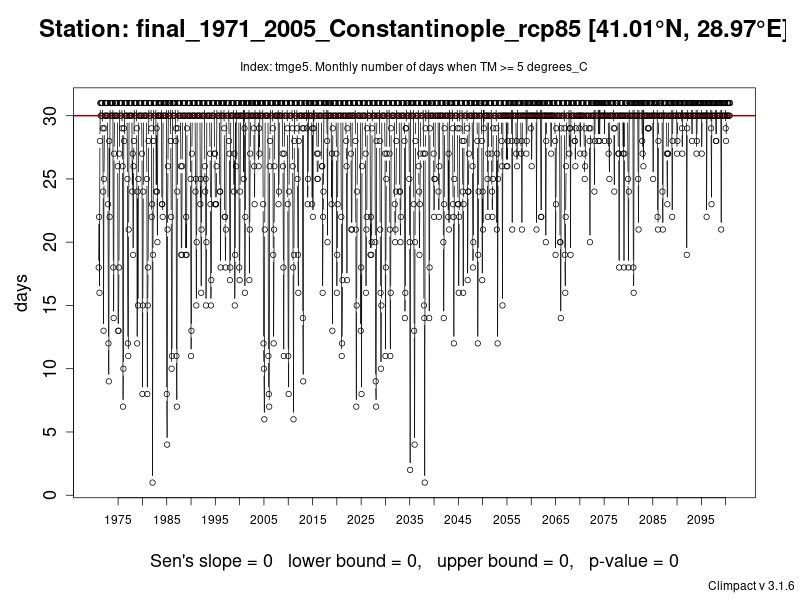 Station: final_1971_2005_Constantinople_rcp85 [41.01°N, 28.97°E]
Index: tmge5. Monthly number of days when TM >= 5 degrees_C
days
30
25
20
15
10
5
0
1975 1985 1995 2005 2015 2025 2035 2045 2055 2065 2075 2085 2095
Sen's slope = 0 lower bound = 0, upper bound = 0, p-value = 0
Climpact v 3.1.6